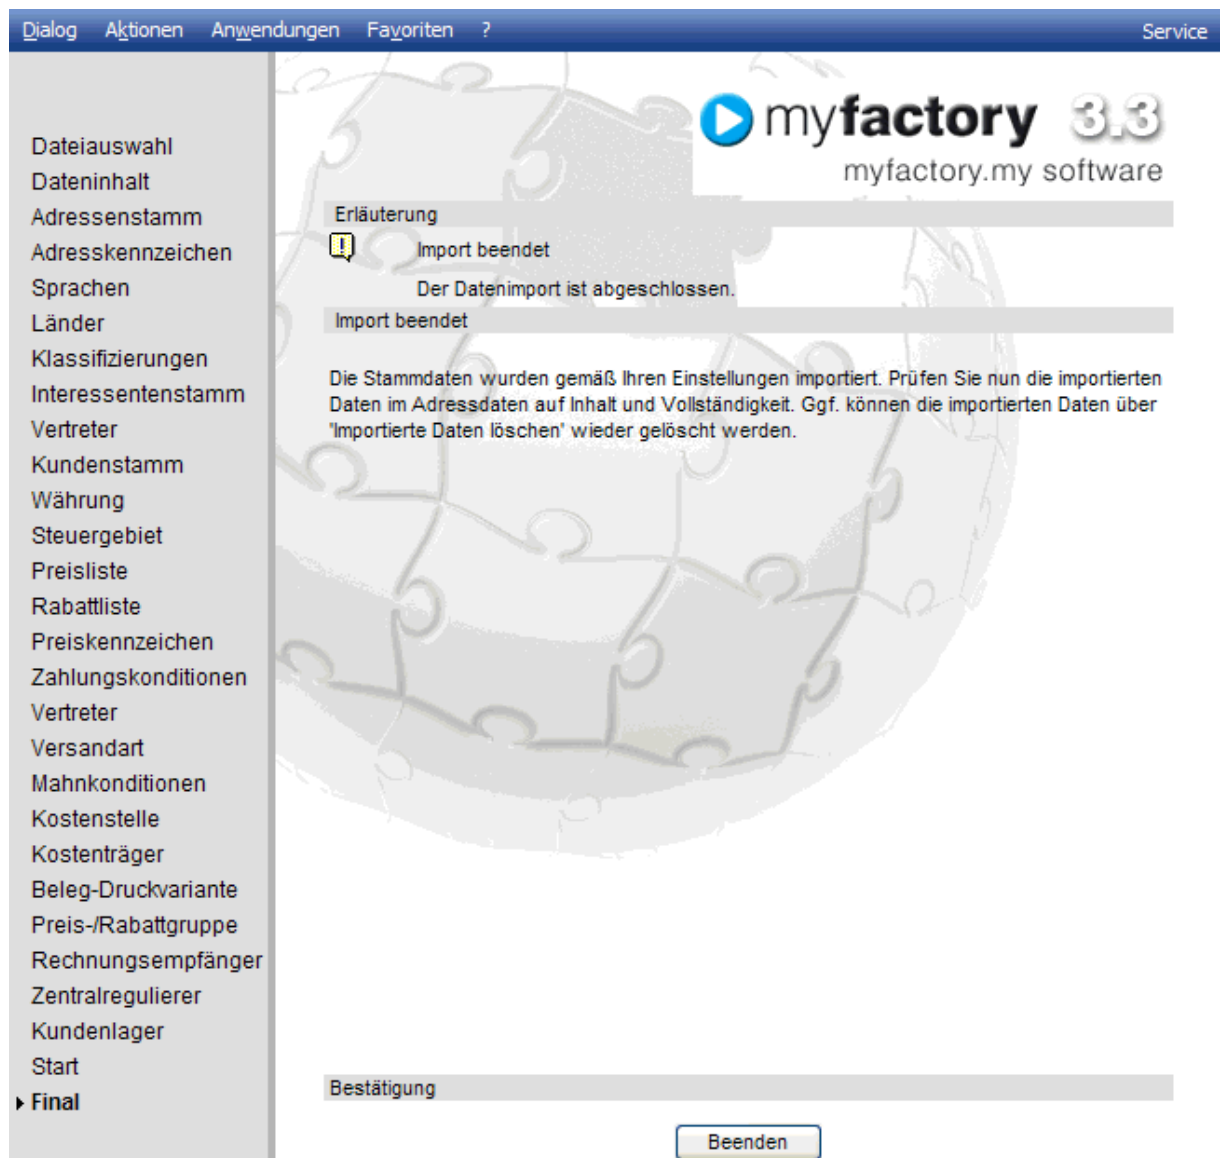 Dialog Aktionen Anwendungen Favoriten ? Service
myfactory 3.3
myfactory.my software
Dateiauswahl
Dateninhalt
Adressenstamm
Adresskennzeichen
Sprachen
Länder
Klassifizierungen
Interessentenstamm
Vertreter
Kundenstamm
Währung
Steuergebiet
Preisliste
Rabattliste
Preiskennzeichen
Zahlungskonditionen
Vertreter
Versandart
Mahnkonditionen
Kostenstelle
Kostenträger
Beleg-Druckvariante
Preis-/Rabattgruppe
Rechnungsempfänger
Zentralregulierer
Kundenlager
Start
Final
Erläuterung
Import beendet
Der Datenimport ist abgeschlossen.
Import beendet
Die Stammdaten wurden gemäß Ihren Einstellungen importiert. Prüfen Sie nun die importierten
Daten im Adressdaten auf Inhalt und Vollständigkeit. Ggf. können die importierten Daten über
'Importierte Daten löschen' wieder gelöscht werden.
Bestätigung
Beenden